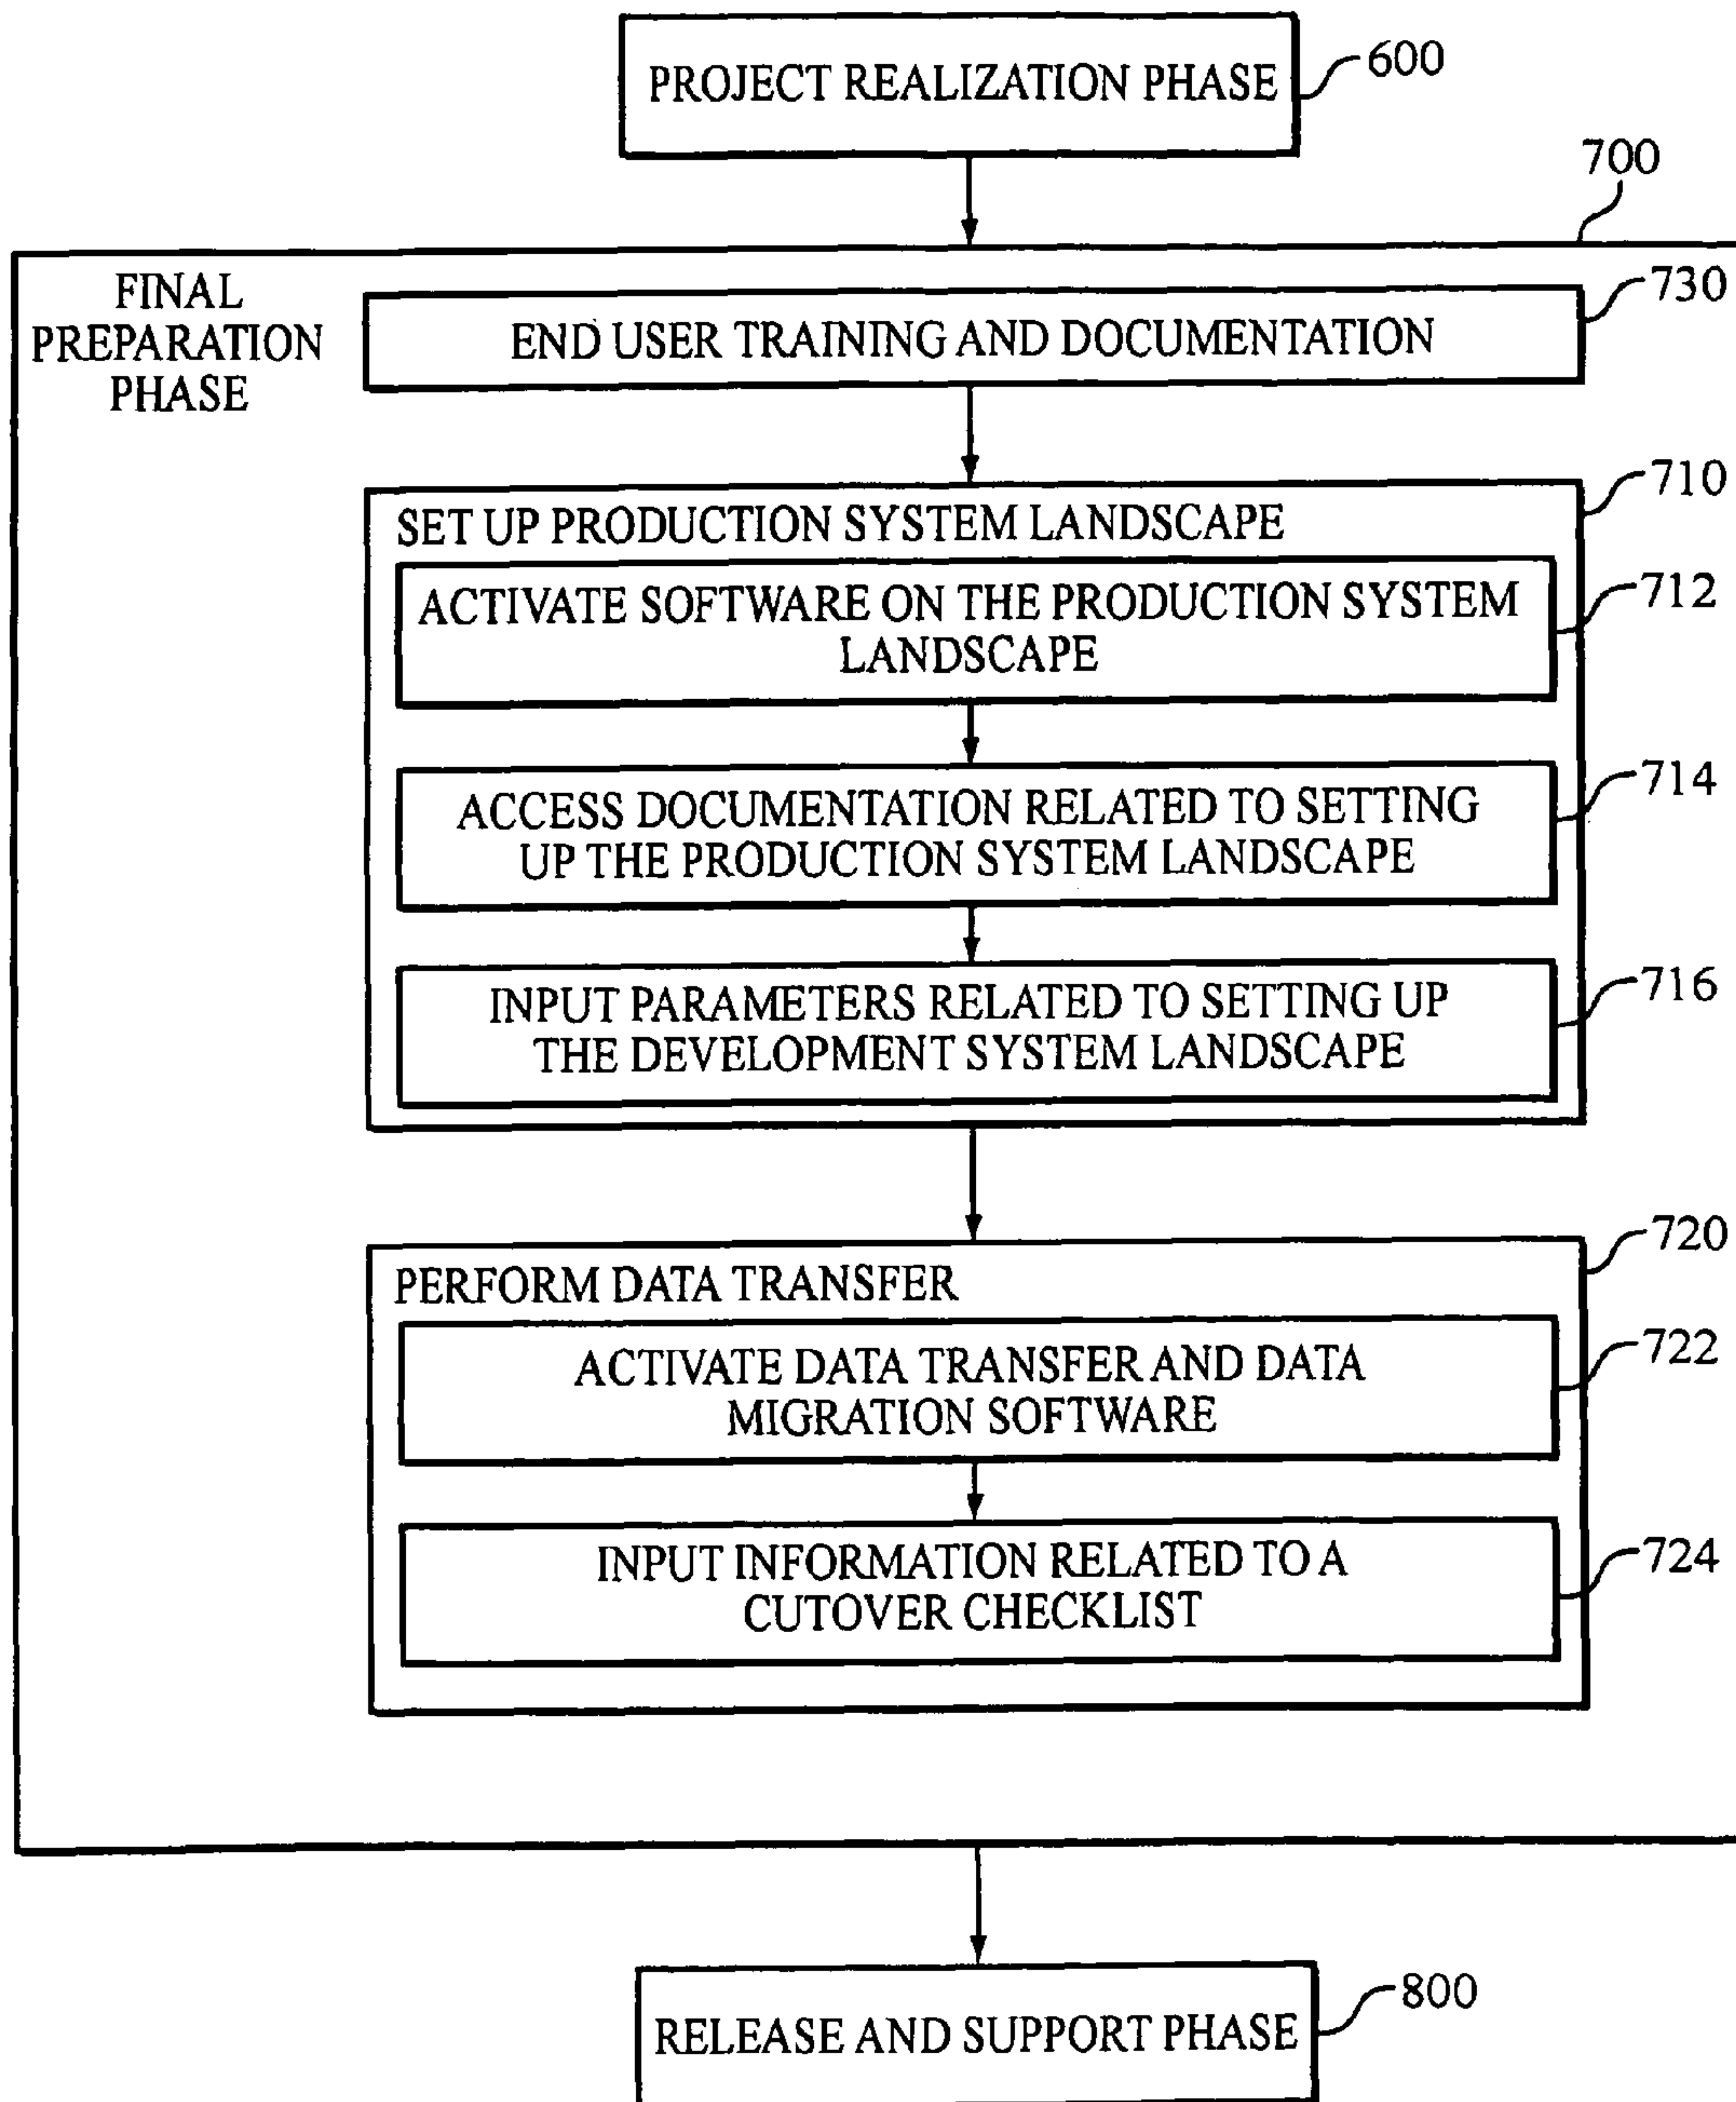 PROJECT REALIZATION PHASE
600
700
FINAL
PREPARATION
PHASE
730
END USER TRAINING AND DOCUMENTATION
710
SET UP PRODUCTION SYSTEM LANDSCAPE
ACTIVATE SOFTWARE ON THE PRODUCTION SYSTEM
LANDSCAPE
712
ACCESS DOCUMENTATION RELATED TO SETTING
UP THE PRODUCTION SYSTEM LANDSCAPE
714
INPUT PARAMETERS RELATED TO SETTING UP
THE DEVELOPMENT SYSTEM LANDSCAPE
716
720
PERFORM DATA TRANSFER
ACTIVATE DATA TRANSFER AND DATA
MIGRATION SOFTWARE
722
INPUT INFORMATION RELATED TO A
CUTOVER CHECKLIST
724
RELEASE AND SUPPORT PHASE
800